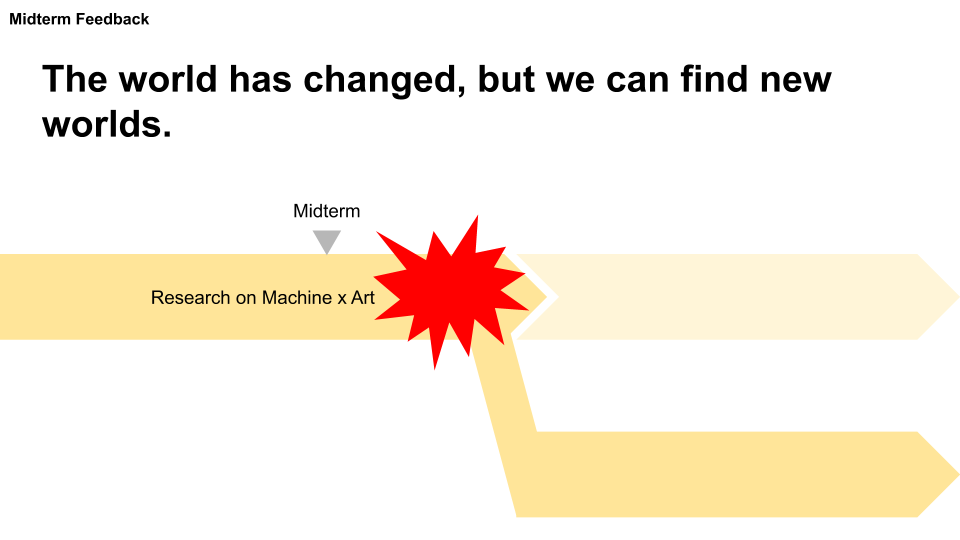 Midterm Feedback
The world has changed, but we can find new
worlds.
Midterm
Research on Machine x Art